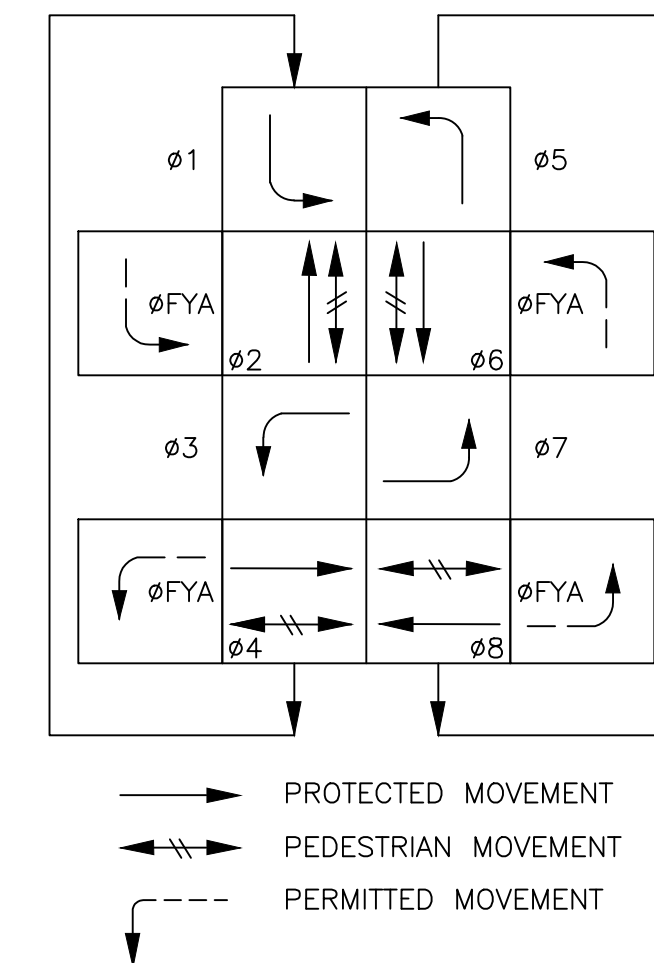 ø1
ø5
øFYA
øFYA
ø2
ø6
ø3
ø7
øFYA
øFYA
ø4
ø8
PROTECTED MOVEMENT
PEDESTRIAN MOVEMENT
PERMITTED MOVEMENT